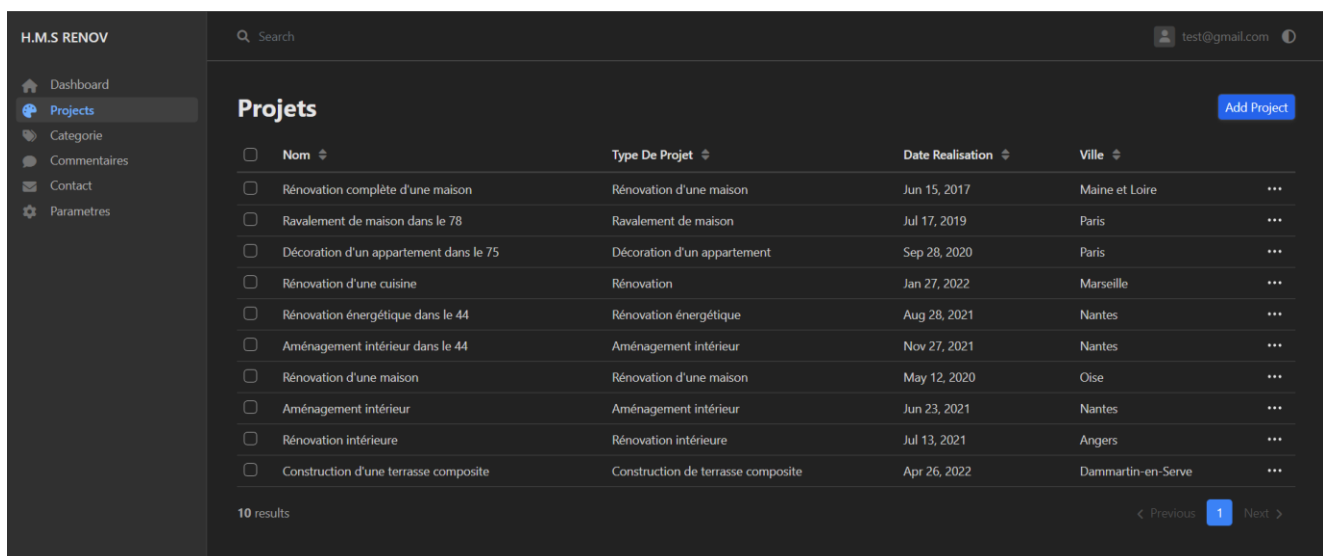 H.M.S RENOV
Search
test@gmail.com
Dashboard
Projects
Categorie
Commentaires
Contact
Parametres
Projets
Add Project
Nom Type De Projet Date Realisation Ville
Rénovation complète d'une maison Rénovation d'une maison Jun 15, 2017 Maine et Loire
Ravalement de maison dans le 78 Ravalement de maison Jul 17, 2019 Paris
Décoration d'un appartement dans le 75 Décoration d'un appartement Sep 28, 2020 Paris
Rénovation d'une cuisine Rénovation Jan 27, 2022 Marseille
Rénovation énergétique dans le 44 Rénovation énergétique Aug 28, 2021 Nantes
Aménagement intérieur dans le 44 Aménagement intérieur Nov 27, 2021 Nantes
Rénovation d'une maison Rénovation d'une maison May 12, 2020 Oise
Aménagement intérieur Aménagement intérieur Jun 23, 2021 Nantes
Rénovation intérieure Rénovation intérieure Jul 13, 2021 Angers
Construction d'une terrasse composite Construction de terrasse composite Apr 26, 2022 Dammartin-en-Serve
10 results
Previous 1 Next